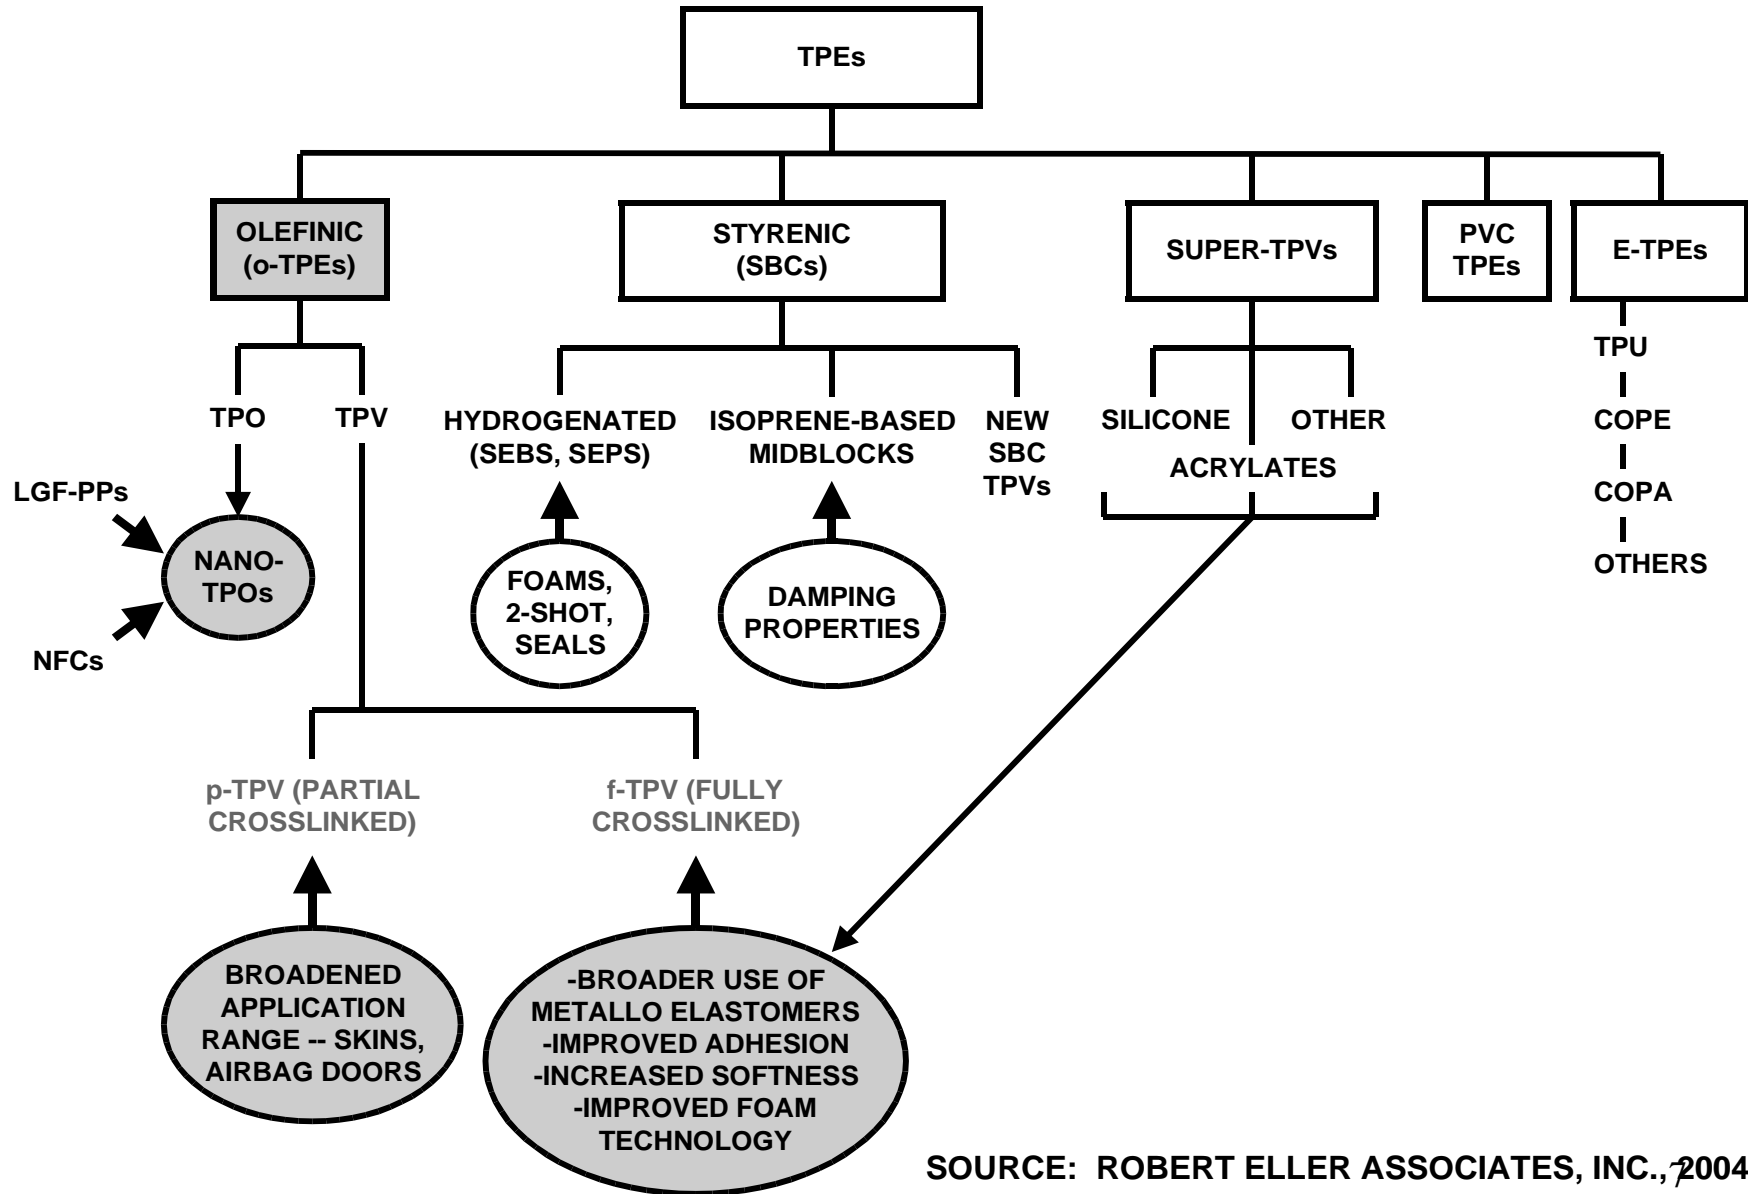 TPEs
OLEFINIC
(o-TPEs)
STYRENIC
(SBCs)
SUPER-TPVs
PVC
TPEs
E-TPEs
TPO
TPV
HYDROGENATED
(SEBS, SEPS)
ISOPRENE-BASED
MIDBLOCKS
NEW
SBC
TPVs
SILICONE
OTHER
ACRYLATES
TPU
COPE
COPA
OTHERS
LGF-PPs
NANO-
TPOs
NFCs
FOAMS,
2-SHOT,
SEALS
DAMPING
PROPERTIES
p-TPV (PARTIAL
CROSSLINKED)
f-TPV (FULLY
CROSSLINKED)
BROADENED
APPLICATION
RANGE -- SKINS,
AIRBAG DOORS
-BROADER USE OF
METALLO ELASTOMERS
-IMPROVED ADHESION
-INCREASED SOFTNESS
-IMPROVED FOAM
TECHNOLOGY
SOURCE: ROBERT ELLER ASSOCIATES, INC., 2004
7